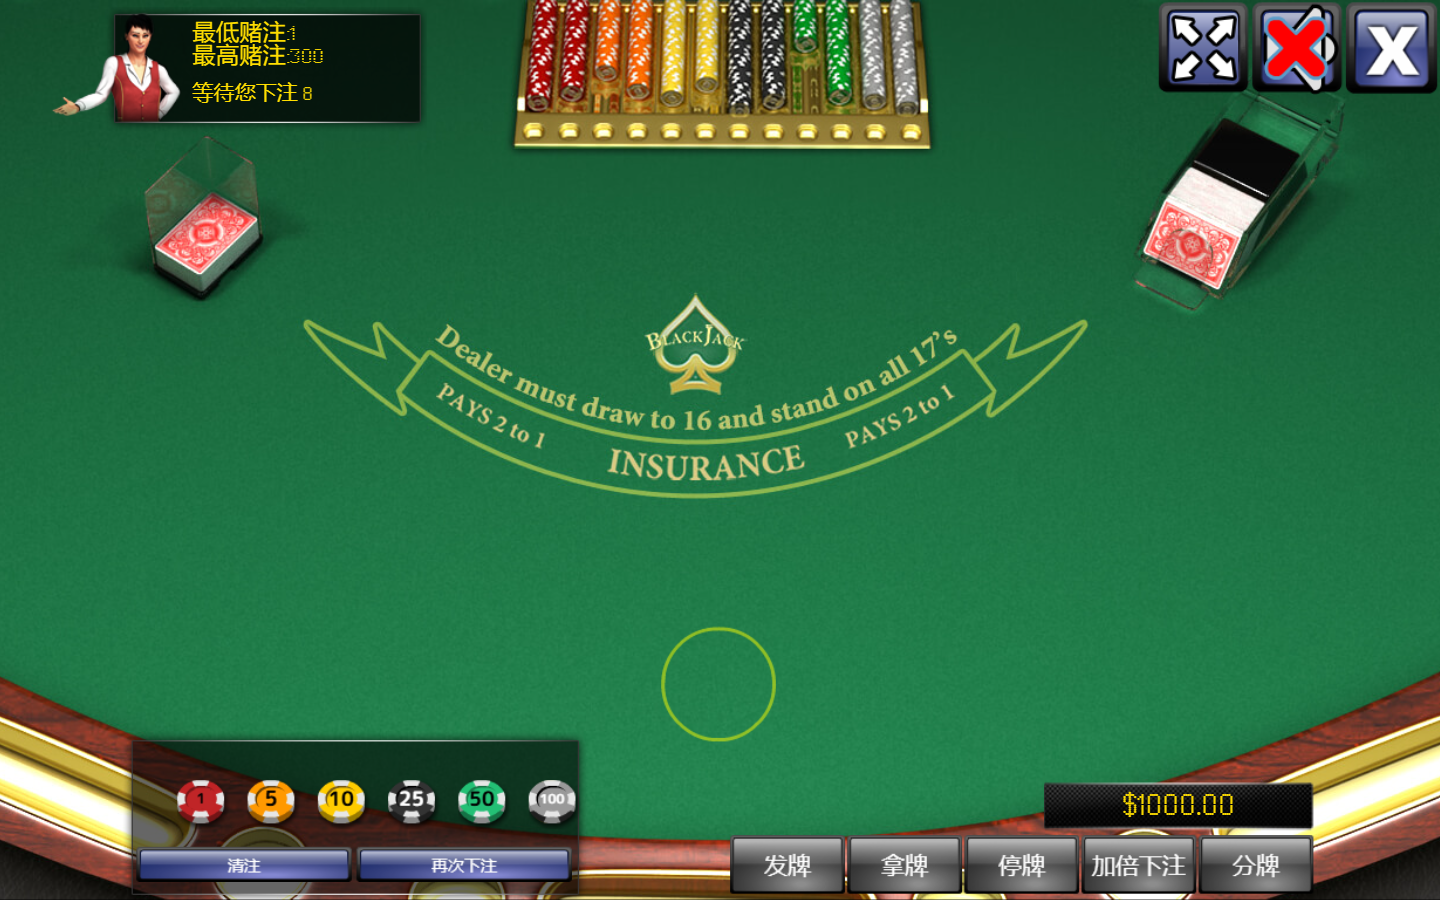 最低赌注:1
最高赌注:300
等待您下注 8
X
BLACKJACK
Dealer must draw to 16 and stand on all 17's
PAYS 2 to 1
INSURANCE
PAYS 2 to 1
1
5
10
25
50
100
$1000.00
清注
再次下注
发牌
拿牌
停牌
加倍下注
分牌